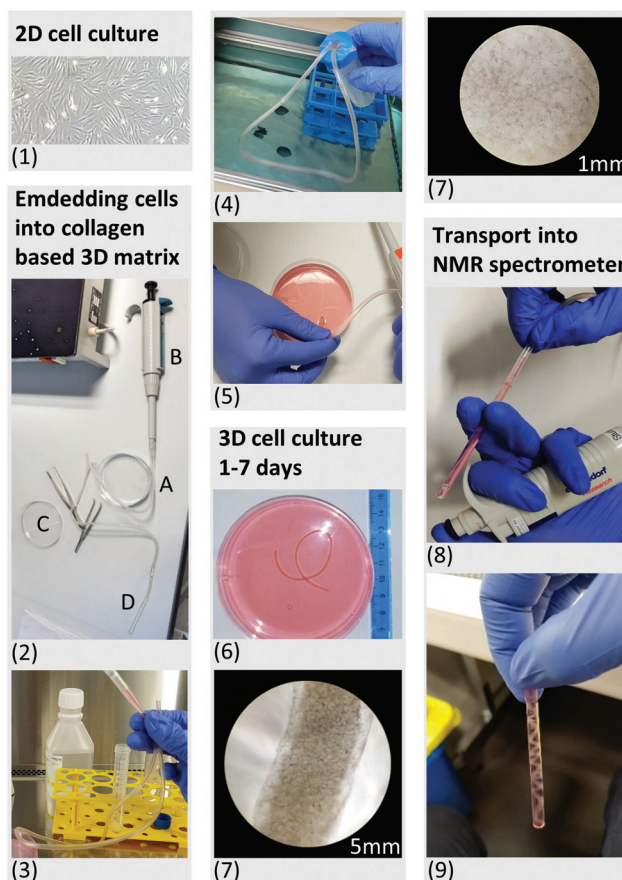 2D cell culture
(1)
Emdedding cells
into collagen
based 3D matrix
B
A
C
D
(2)
(3)
(4)
(5)
3D cell culture
1-7 days
(6)
5mm
(7)
1mm
(7)
Transport into
NMR spectrometer
research
(8)
(9)